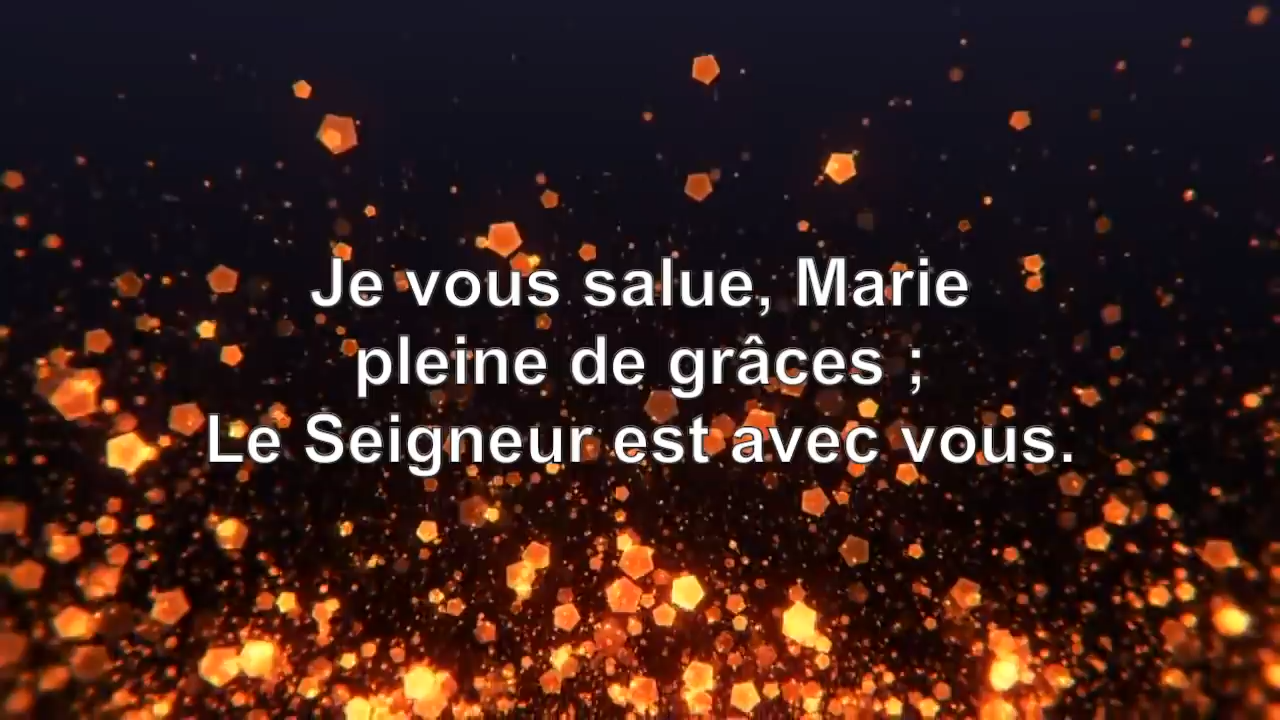 Je vous salue, Marie
pleine de grâces ;
Le Seigneur est avec vous.